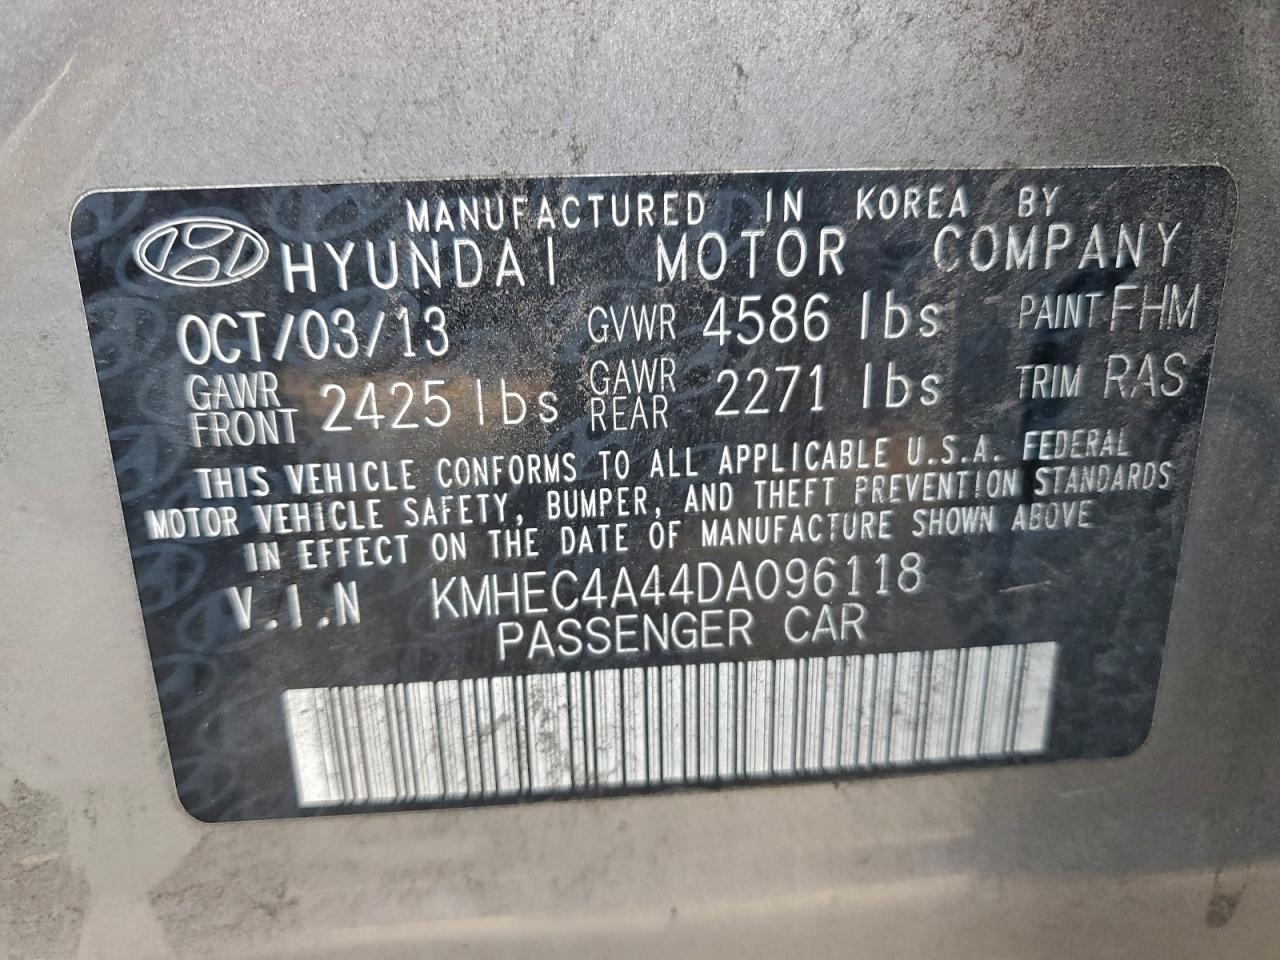 MANUFACTURED IN KOREA BY
HYUNDAI MOTOR COMPANY
OCT/03/13 GVWR 4586 lbs PAINT FHM
GAWR FRONT 2425 lbs GAWR REAR 2271 lbs TRIM RAS
THIS VEHICLE CONFORMS TO ALL APPLICABLE U.S.A. FEDERAL
MOTOR VEHICLE SAFETY, BUMPER, AND THEFT PREVENTION STANDARDS
IN EFFECT ON THE DATE OF MANUFACTURE SHOWN ABOVE
V.I.N KMHEC4A44DA096118
PASSENGER CAR